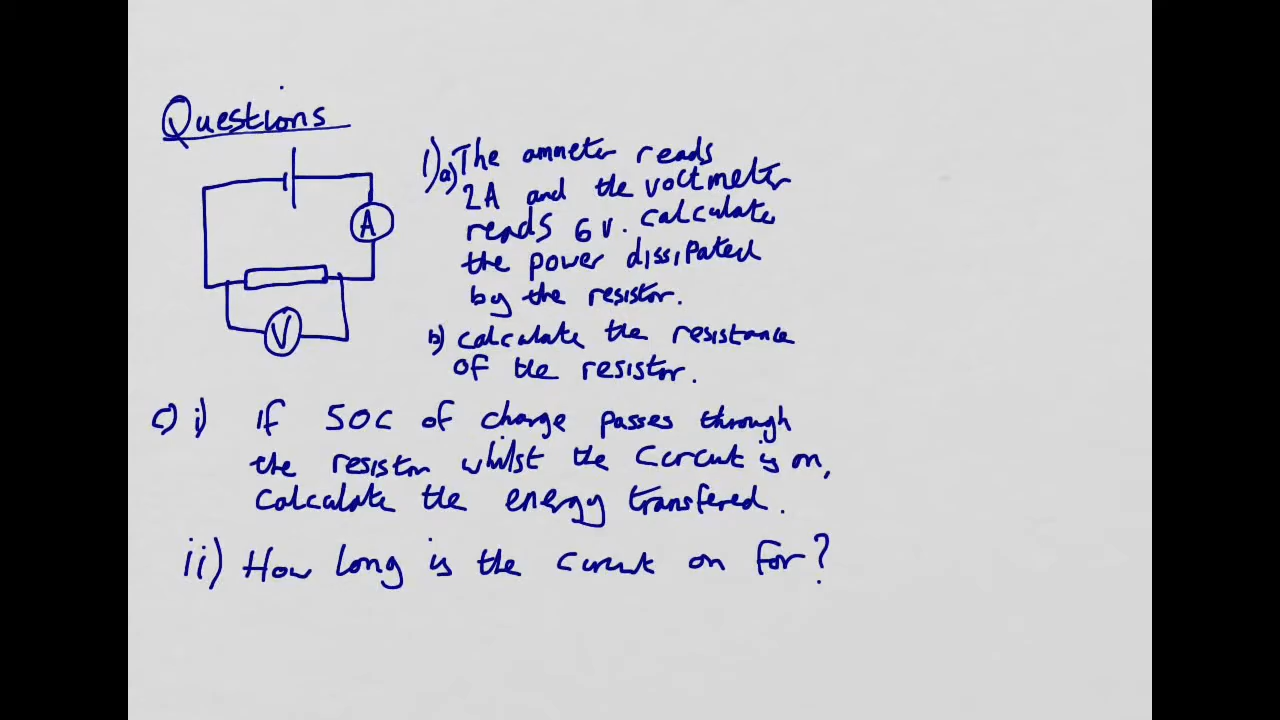 Questions
1)a) The ammeter reads
2A and the voltmeter
reads 6V. calculate
the power dissipated
by the resistor.
b) calculate the resistance
of the resistor.
c) i) If 50C of charge passes through
the resistor whilst the circuit is on,
calculate the energy transfered.
ii) How long is the circuit on for?
A
V